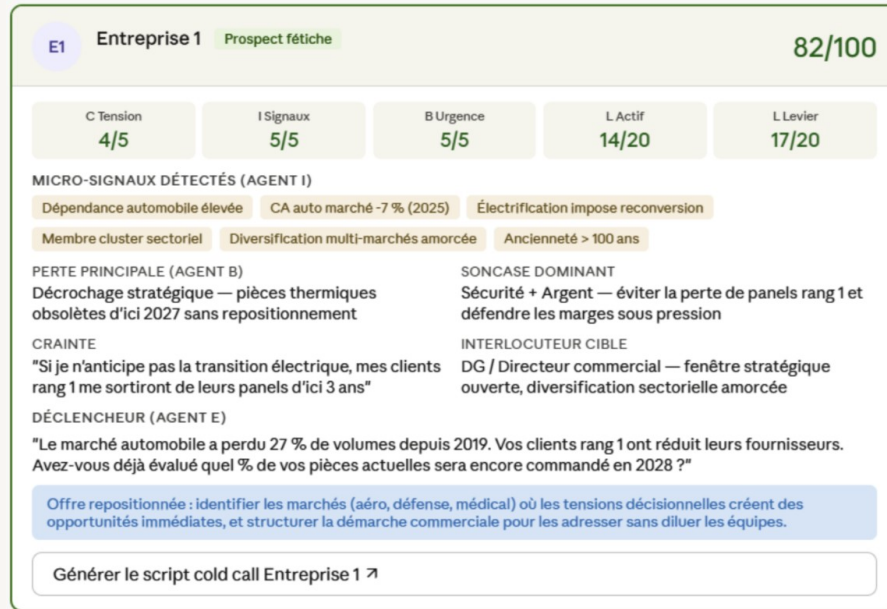 E1
Entreprise 1
Prospect fétiche
82/100
C Tension
4/5
I Signaux
5/5
B Urgence
5/5
L Actif
14/20
L Levier
17/20
MICRO-SIGNAUX DÉTECTÉS (AGENT I)
Dépendance automobile élevée
CA auto marché -7 % (2025)
Électrification impose reconversion
Membre cluster sectoriel
Diversification multi-marchés amorcée
Ancienneté > 100 ans
PERTE PRINCIPALE (AGENT B)
Décrochage stratégique — pièces thermiques
obsolètes d'ici 2027 sans repositionnement
SONCASE DOMINANT
Sécurité + Argent — éviter la perte de panels rang 1 et
défendre les marges sous pression
CRAINTE
"Si je n'anticipe pas la transition électrique, mes clients
rang 1 me sortiront de leurs panels d'ici 3 ans"
INTERLOCUTEUR CIBLE
DG / Directeur commercial — fenêtre stratégique
ouverte, diversification sectorielle amorcée
DÉCLENCHEUR (AGENT E)
"Le marché automobile a perdu 27 % de volumes depuis 2019. Vos clients rang 1 ont réduit leurs fournisseurs.
Avez-vous déjà évalué quel % de vos pièces actuelles sera encore commandé en 2028 ?"
Offre repositionnée : identifier les marchés (aéro, défense, médical) où les tensions décisionnelles créent des
opportunités immédiates, et structurer la démarche commerciale pour les adresser sans diluer les équipes.
Générer le script cold call Entreprise 1 ↗